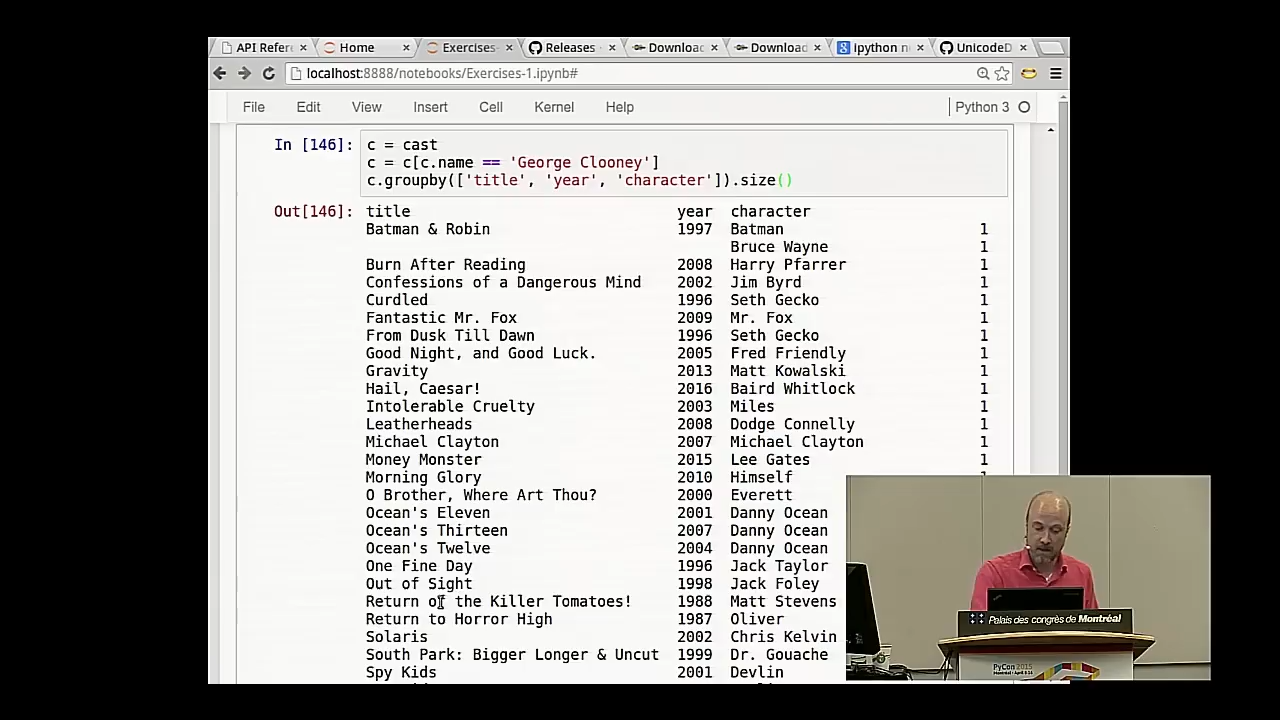 API Refere
Home
Exercises-
Releases ·
Download
Download
ipython n
UnicodeD
localhost:8888/notebooks/Exercises-1.ipynb#
File Edit View Insert Cell Kernel Help Python 3
In [146]: c = cast
c = c[c.name == 'George Clooney']
c.groupby(['title', 'year', 'character']).size()
Out[146]: title year character
Batman & Robin 1997 Batman 1
Bruce Wayne 1
Burn After Reading 2008 Harry Pfarrer 1
Confessions of a Dangerous Mind 2002 Jim Byrd 1
Curdled 1996 Seth Gecko 1
Fantastic Mr. Fox 2009 Mr. Fox 1
From Dusk Till Dawn 1996 Seth Gecko 1
Good Night, and Good Luck. 2005 Fred Friendly 1
Gravity 2013 Matt Kowalski 1
Hail, Caesar! 2016 Baird Whitlock 1
Intolerable Cruelty 2003 Miles 1
Leatherheads 2008 Dodge Connelly 1
Michael Clayton 2007 Michael Clayton 1
Money Monster 2015 Lee Gates 1
Morning Glory 2010 Himself
O Brother, Where Art Thou? 2000 Everett
Ocean's Eleven 2001 Danny Ocean
Ocean's Thirteen 2007 Danny Ocean
Ocean's Twelve 2004 Danny Ocean
One Fine Day 1996 Jack Taylor
Out of Sight 1998 Jack Foley
Return of the Killer Tomatoes! 1988 Matt Stevens
Return to Horror High 1987 Oliver
Solaris 2002 Chris Kelvin
South Park: Bigger Longer & Uncut 1999 Dr. Gouache
Spy Kids 2001 Devlin
Palais des congrès de Montréal
PyCon 2015